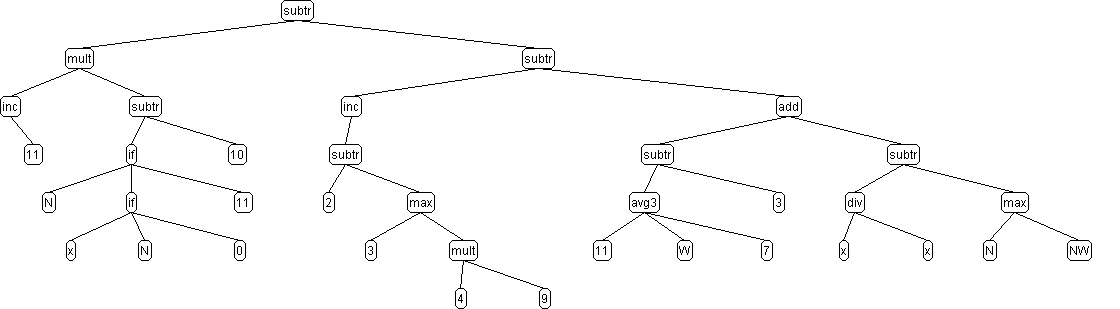 subtr
mult subtr
inc subtr inc add
11 if 10 subtr subtr subtr
N if 11 2 max avg3 3 div max
x N 0 3 mult 11 W 7 x x N NW
4 9